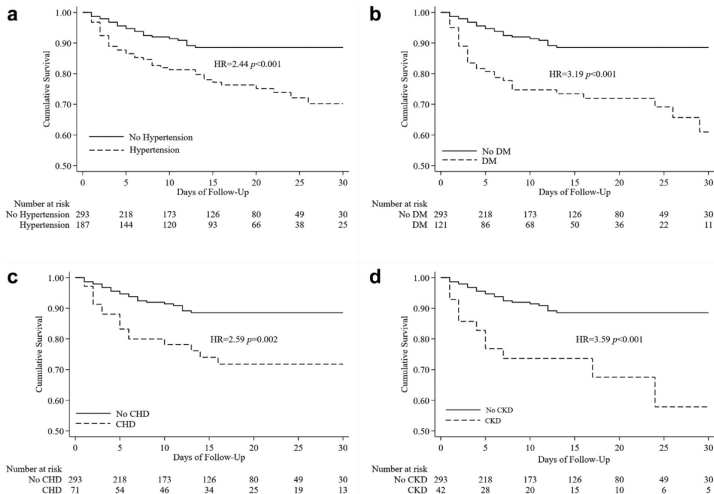 a
Cumulative Survival
1.00
0.90
0.80
0.70
0.60
0.50
HR=2.44 p<0.001
No Hypertension
Hypertension
0 5 10 15 20 25 30
Days of Follow-Up
Number at risk
No Hypertension 293 218 173 126 80 49 30
Hypertension 187 144 120 93 66 38 25
b
Cumulative Survival
1.00
0.90
0.80
0.70
0.60
0.50
HR=3.19 p<0.001
No DM
DM
0 5 10 15 20 25 30
Days of Follow-Up
Number at risk
No DM 293 218 173 126 80 49 30
DM 121 86 68 50 36 22 11
c
Cumulative Survival
1.00
0.90
0.80
0.70
0.60
0.50
HR=2.59 p=0.002
No CHD
CHD
0 5 10 15 20 25 30
Days of Follow-Up
Number at risk
No CHD 293 218 173 126 80 49 30
CHD 71 54 46 34 25 19 13
d
Cumulative Survival
1.00
0.90
0.80
0.70
0.60
0.50
HR=3.59 p<0.001
No CKD
CKD
0 5 10 15 20 25 30
Days of Follow-Up
Number at risk
No CKD 293 218 173 126 80 49 30
CKD 42 28 20 15 10 6 5